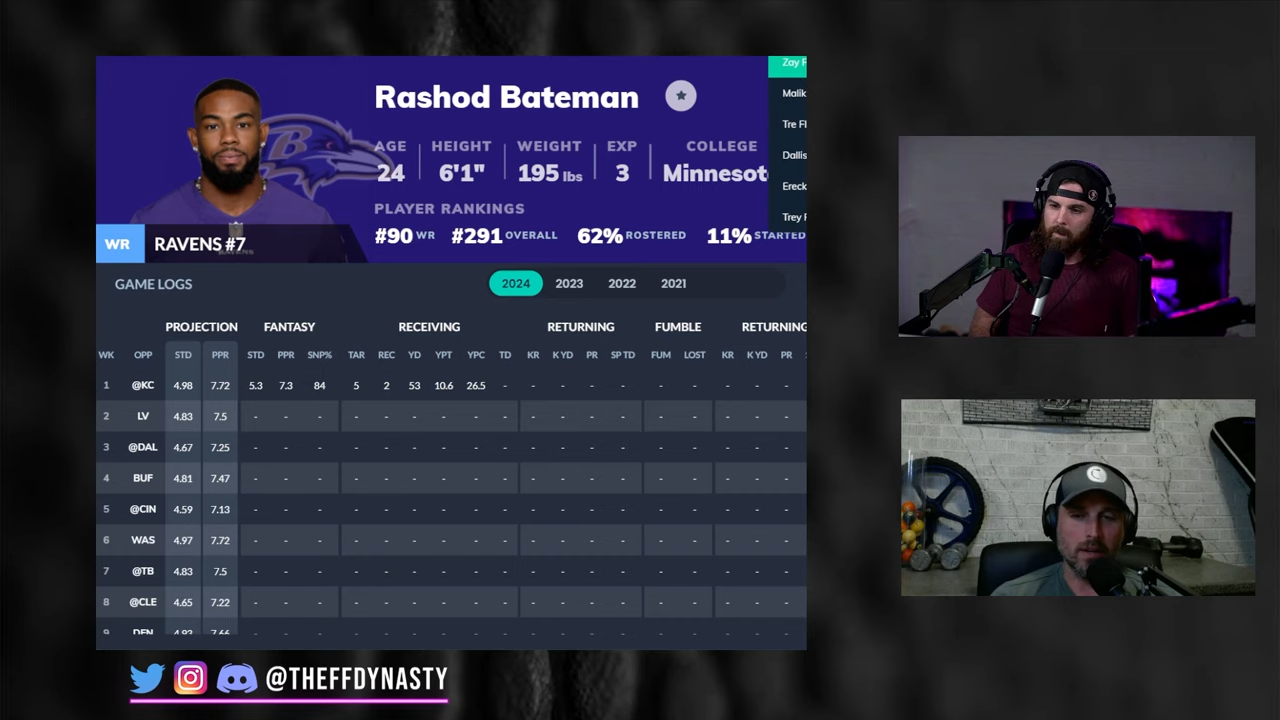 Rashod Bateman
AGE HEIGHT WEIGHT EXP COLLEGE
24 6'1" 195 lbs 3 Minnesot
PLAYER RANKINGS
#90 WR #291 OVERALL 62% ROSTERED 11% STARTED
WR RAVENS #7
Zay F
Malik
Tre Fl
Dallis
Ereck
Trey F
GAME LOGS 2024 2023 2022 2021
PROJECTION FANTASY RECEIVING RETURNING FUMBLE RETURNING
WK OPP STD PPR STD PPR SNP% TAR REC YD YPT YPC TD KR K YD PR SP TD FUM LOST KR K YD PR
1 @KC 4.98 7.72 5.3 7.3 84 5 2 53 10.6 26.5 - - - - - - - - - -
2 LV 4.83 7.5 - - - - - - - - - - - - - -
3 @DAL 4.67 7.25 - - - - - - - - - - - - - - - - - -
4 BUF 4.81 7.47 - - - - - - - - - - - - - -
5 @CIN 4.59 7.13 - - - - - - - - - - - - - - - - - -
6 WAS 4.97 7.72 - - - - - - - - - - - - - -
7 @TB 4.83 7.5 - - - - - - - - - - - - - - - - - -
8 @CLE 4.65 7.22 - - - - - - - - - - - - - -
9 DEN 4.93 7.66 - - - - - - - - - - - - - -
@THEFFDYNASTY